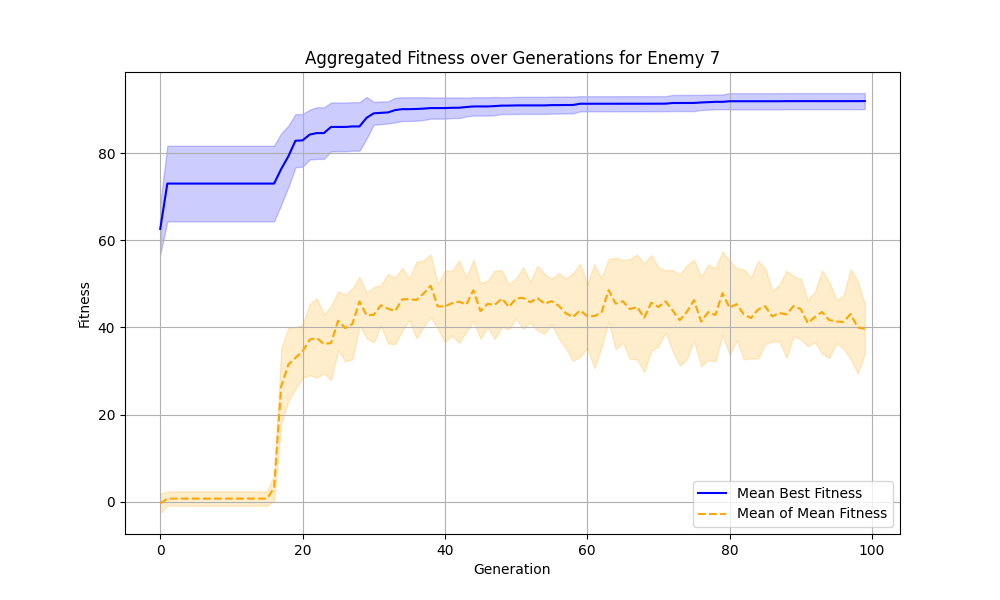 Aggregated Fitness over Generations for Enemy 7
Fitness
80
60
40
20
0
0 20 40 60 80 100
Generation
Mean Best Fitness
Mean of Mean Fitness